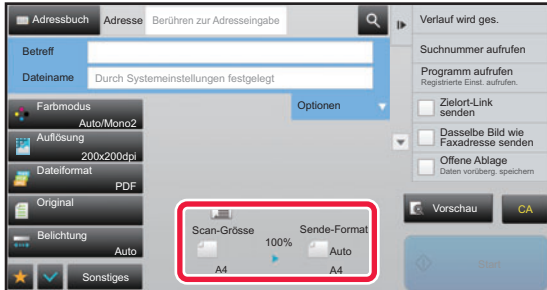 Adressbuch
Adresse
Berühren zur Adresseingabe
Verlauf wird ges.
Betreff
Suchnummer aufrufen
Dateiname
Durch Systemeinstellungen festgelegt
Programm aufrufen
Registrierte Einst. aufrufen.
Optionen
Farbmodus
Auto/Mono2
Zielort-Link
senden
Auflösung
200x200dpi
Dasselbe Bild wie
Faxadresse senden
Dateiformat
PDF
Offene Ablage
Daten vorüberg. speichern
Original
Vorschau
CA
Scan-Grösse
100%
Sende-Format
Auto
A4
A4
Belichtung
Auto
Sonstiges
Start